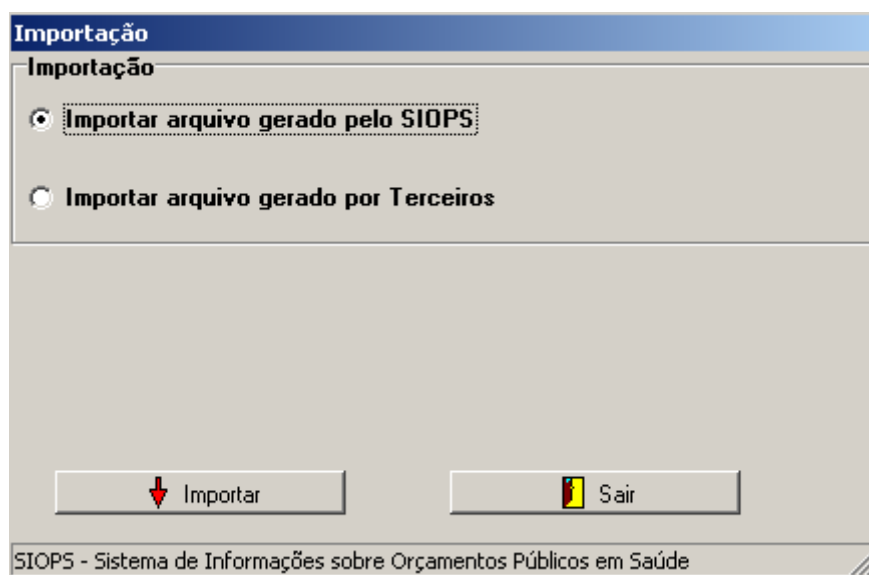 Importação
Importação
Importar arquivo gerado pelo SIOPS
Importar arquivo gerado por Terceiros
Importar
Sair
SIOPS - Sistema de Informações sobre Orçamentos Públicos em Saúde